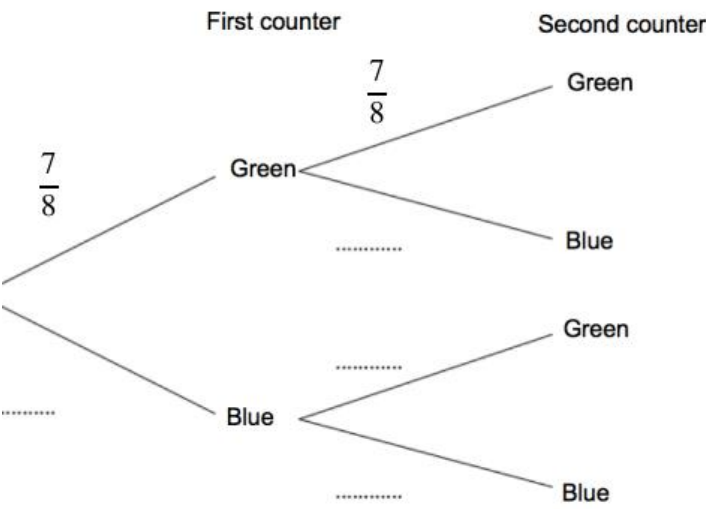 First counter
Second counter
7
8
Green
7
8
Green
Blue
............
............
Green
..........
Blue
............
Blue